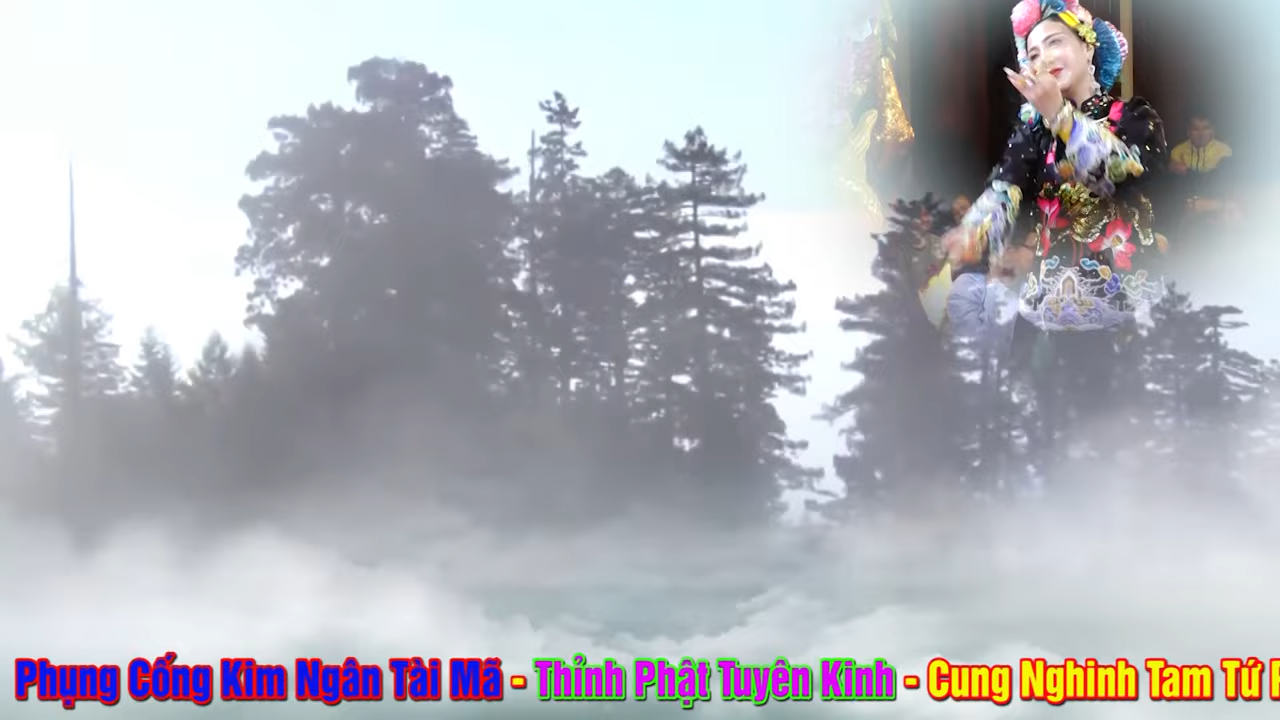 Phụng Cống Kim Ngân Tài Mã - Thỉnh Phật Tuyên Kinh - Cung Nghinh Tam Tứ